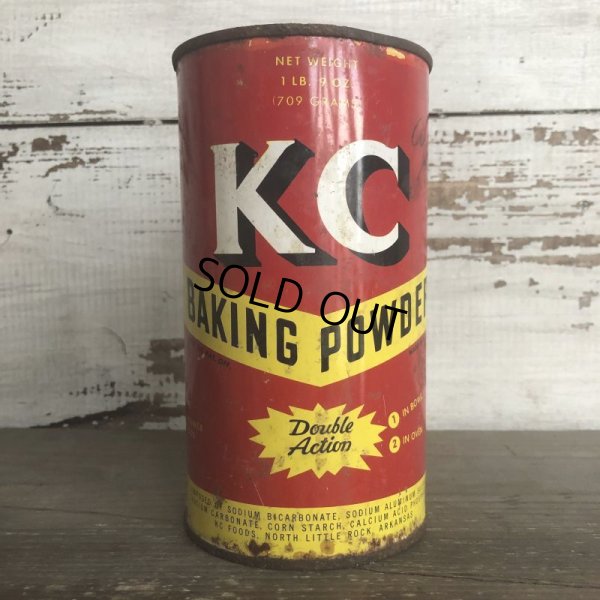 NET WEIGHT
1 LB. 9 OZ.
(709 GRAMS)
KC
BAKING POWDER
SOLD OUT
Double
Action
1 IN BOWL
2 IN OVEN
OF SODIUM BICARBONATE, SODIUM ALUMINUM
CARBONATE, CORN STARCH, CALCIUM ACID
KC FOODS, NORTH LITTLE ROCK, ARKANSAS